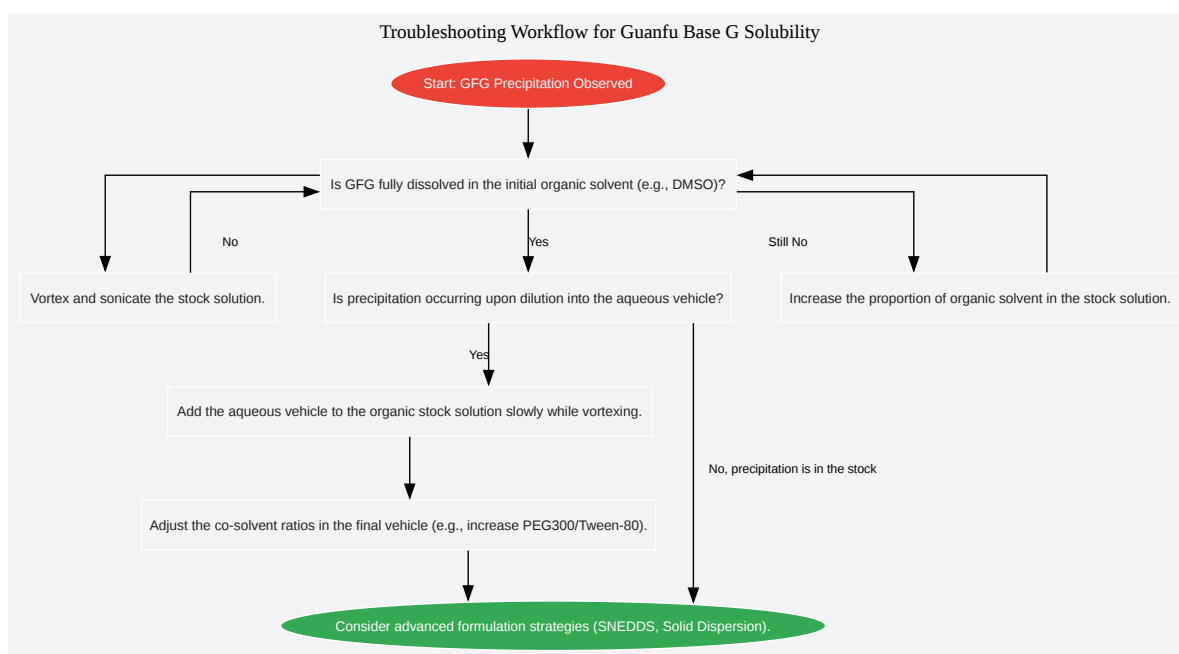 Troubleshooting Workflow for Guanfu Base G Solubility
Start: GFG Precipitation Observed
Is GFG fully dissolved in the initial organic solvent (e.g., DMSO)?
No
Yes
Still No
Vortex and sonicate the stock solution.
Is precipitation occurring upon dilution into the aqueous vehicle?
Increase the proportion of organic solvent in the stock solution.
Yes
Add the aqueous vehicle to the organic stock solution slowly while vortexing.
No, precipitation is in the stock
Adjust the co-solvent ratios in the final vehicle (e.g., increase PEG300/Tween-80).
Consider advanced formulation strategies (SNEDDS, Solid Dispersion).